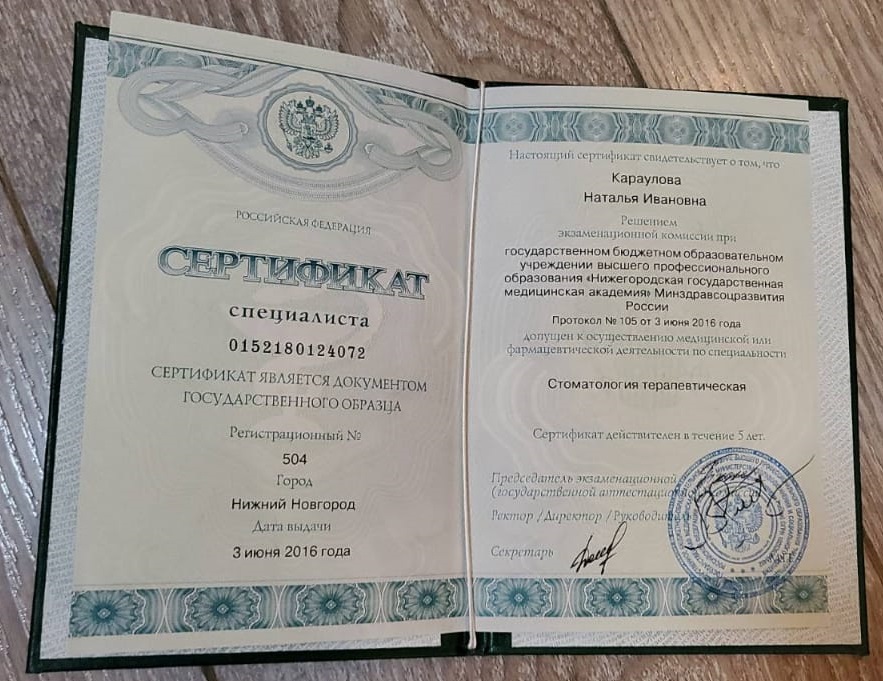 РОССИЙСКАЯ ФЕДЕРАЦИЯ
СЕРТИФИКАТ
специалиста
0152180124072
СЕРТИФИКАТ ЯВЛЯЕТСЯ ДОКУМЕНТОМ
ГОСУДАРСТВЕННОГО ОБРАЗЦА
Регистрационный №
504
Город
Нижний Новгород
Дата выдачи
3 июня 2016 года
Настоящий сертификат свидетельствует о том, что
Караулова
Наталья Ивановна
Решением
экзаменационной комиссии при
государственном бюджетном образовательном
учреждении высшего профессионального
образования «Нижегородская государственная
медицинская академия» Минздравсоцразвития
России
Протокол № 105 от 3 июня 2016 года
допущен к осуществлению медицинской или
фармацевтической деятельности по специальности
Стоматология терапевтическая
Сертификат действителен в течение 5 лет.
Председатель экзаменационной
(государственной аттестационной комиссии)
Ректор / Директор / Руководитель
Секретарь